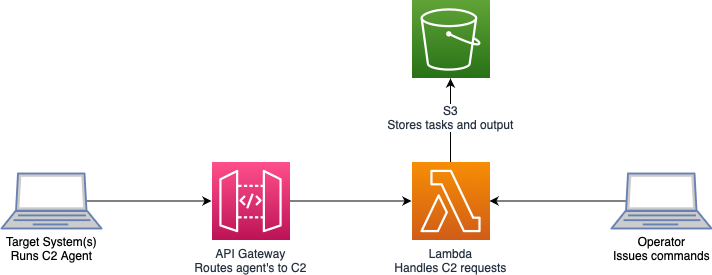 S3
Stores tasks and output
Target System(s)
Runs C2 Agent
</>
API Gateway
Routes agent's to C2
Lambda
Handles C2 requests
Operator
Issues commands